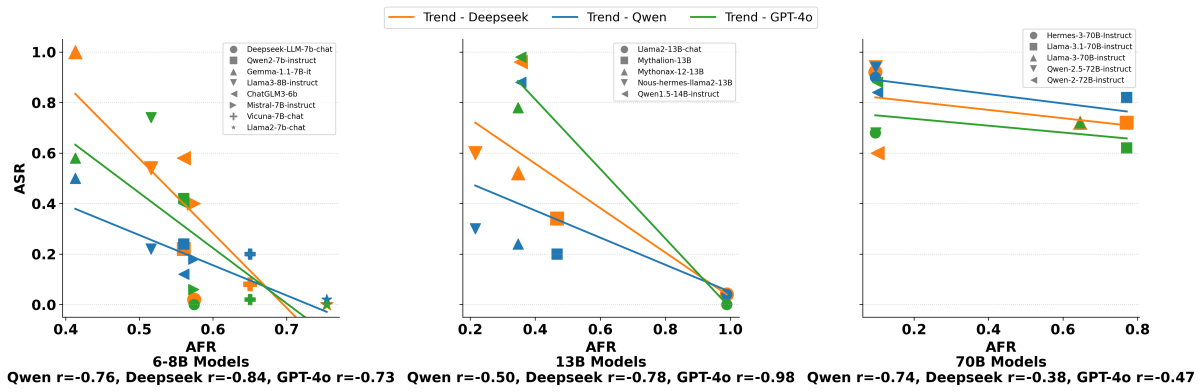 Trend - Deepseek
Trend - Qwen
Trend - GPT-4o
ASR
1.0
0.8
0.6
0.4
0.2
0.0
Deepseek-LLM-7b-chat
Qwen2-7b-instruct
Gemma-1.1-7B-it
Llama3-8B-instruct
ChatGLM3-6b
Mistral-7B-instruct
Vicuna-7B-chat
Llama2-7b-chat
0.4 0.5 0.6 0.7
AFR
6-8B Models
Qwen r=-0.76, Deepseek r=-0.84, GPT-4o r=-0.73
Llama2-13B-chat
Mythalion-13B
Mythonax-12-13B
Nous-hermes-llama2-13B
Qwen1.5-14B-instruct
0.2 0.4 0.6 0.8 1.0
AFR
13B Models
Qwen r=-0.50, Deepseek r=-0.78, GPT-4o r=-0.98
Hermes-3-70B-Instruct
Llama-3.1-70B-instruct
Llama-3-70B-instruct
Qwen-2.5-72B-instruct
Qwen-2-72B-instruct
0.2 0.4 0.6 0.8
AFR
70B Models
Qwen r=-0.74, Deepseek r=-0.38, GPT-4o r=-0.47